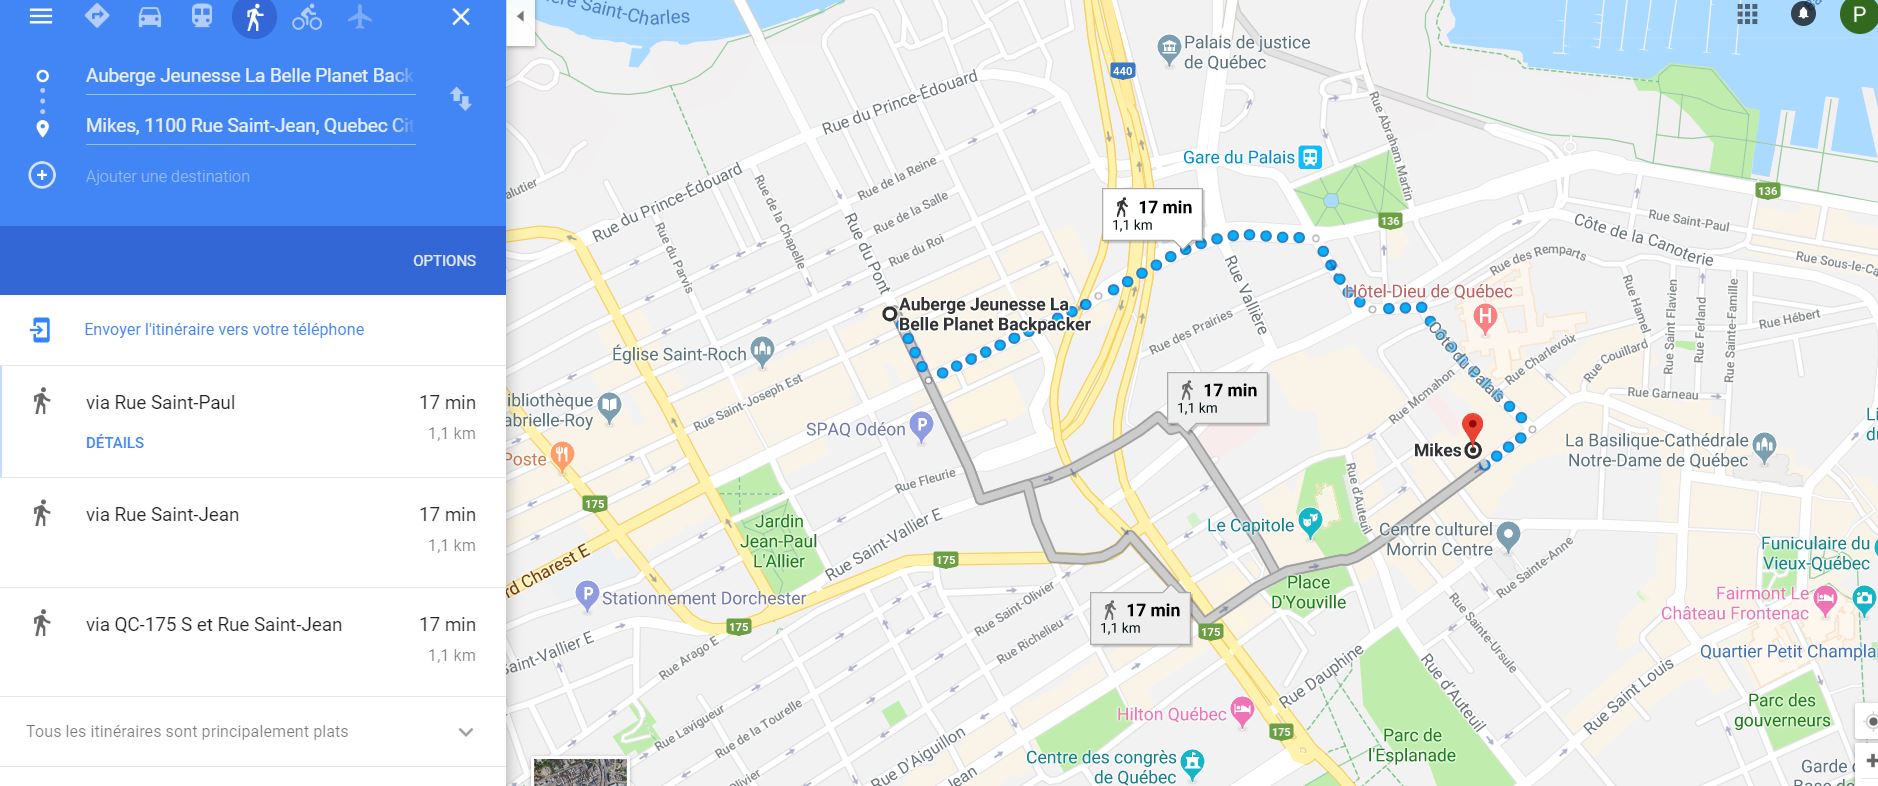 Auberge Jeunesse La Belle Planet Back
Mikes, 1100 Rue Saint-Jean, Quebec Cit
Ajouter une destination
OPTIONS
Envoyer l'itinéraire vers votre téléphone
via Rue Saint-Paul 17 min
1,1 km
DÉTAILS
via Rue Saint-Jean 17 min
1,1 km
via QC-175 S et Rue Saint-Jean 17 min
1,1 km
Tous les itinéraires sont principalement plats
P
ère Saint-Charles
440
Palais de justice
de Québec
Rue du Prince-Édouard
Rue Abraham Martin
Gare du Palais
136
alutier
Rue du Prince-Édouard
Rue de la Reine
Rue de la Salle
Rue du Roi
Rue de la Chapelle
Rue du Pont
Rue du Parvis
17 min
1,1 km
136
Rue Saint-Paul
Côte de la Canoterie
Rue des Remparts
Rue Sous-le-Ca
Rue Vallière
Hôtel-Dieu de Québec
H
Auberge Jeunesse La
Belle Planet Backpacker
Rue des Prairies
Rue Hamel
Rue Saint Flavien
Rue Ferland
Rue Sainte-Famille
Rue Hébert
Église Saint-Roch
Côte du Palais
Rue Charlevoix
Rue Couillard
Rue Mcmahon
Rue Garneau
Rue Saint-Joseph Est
17 min
1,1 km
ibliothèque
abrielle-Roy
SPAQ Odéon
P
Mikes
La Basilique-Cathédrale
Notre-Dame de Québec
Poste
Rue Fleurie
175
Rue d'Auteuil
Le Capitole
Centre culturel
Morrin Centre
Jardin
Jean-Paul
L'Allier
Rue Saint-Vallier E
175
Rue Sainte-Anne
Funiculaire du
Vieux-Québec
rd Charest E
P
Stationnement Dorchester
Place
D'Youville
Fairmont Le
Château Frontenac
17 min
1,1 km
175
175
Rue Saint-Olivier
Rue Richelieu
Rue Sainte-Ursule
Quartier Petit Champla
Saint-Vallier E
Rue Arago E
Rue Dauphine
Rue d'Auteuil
Rue Saint Louis
Parc des
gouverneurs
Hilton Québec
175
Rue Lavigueur
Rue de la Tourelle
Rue D'Aiguillon
Parc de
l'Esplanade
Centre des congrès
de Québec
Olivier
Jean
Garde